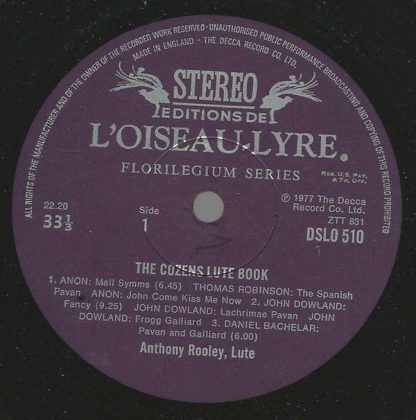 ALL RIGHTS OF THE MANUFACTURER AND OF THE OWNER OF THE RECORDED WORK RESERVED · UNAUTHORISED PUBLIC PERFORMANCE BROADCASTING AND COPYING OF THIS RECORD PROHIBITED
MADE IN ENGLAND · THE DECCA RECORD CO. LTD.
STEREO
EDITIONS DE
L'OISEAU-LYRE.
FLORILEGIUM SERIES
REG. U.S. PAT.
& TM. OFF.
22.20
33⅓
Side
1
℗ 1977 The Decca
Record Co. Ltd.
ZTT 831
DSLO 510
THE COZENS LUTE BOOK
1. ANON: Mall Symms (6.45) THOMAS ROBINSON: The Spanish
Pavan ANON: John Come Kiss Me Now 2. JOHN DOWLAND:
Fancy (9.25) JOHN DOWLAND: Lachrimae Pavan JOHN
DOWLAND: Frogg Galliard 3. DANIEL BACHELAR:
Pavan and Galliard (6.00)
Anthony Rooley, Lute